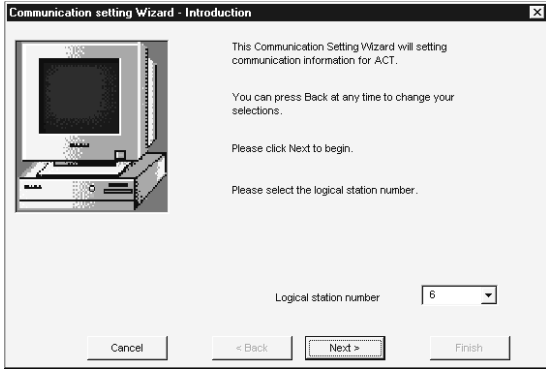 Communication setting Wizard - Introduction
This Communication Setting Wizard will setting
communication information for ACT.
You can press Back at any time to change your
selections.
Please click Next to begin.
Please select the logical station number.
Logical station number 6
Cancel < Back Next > Finish